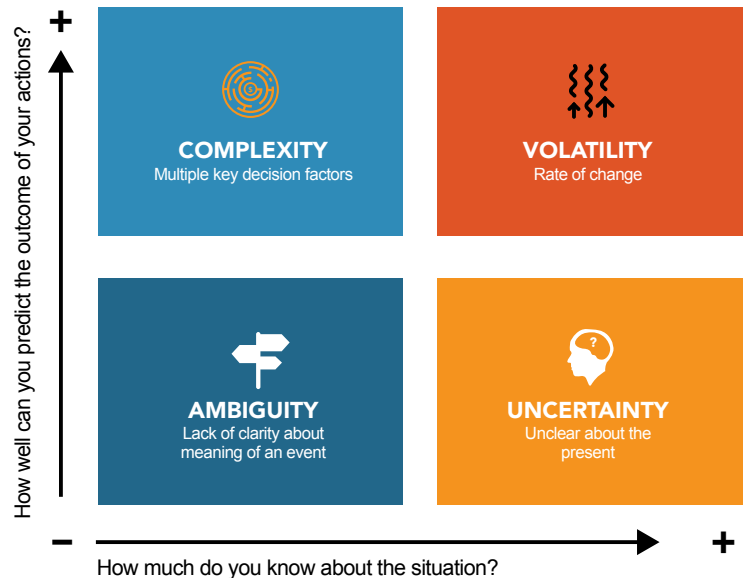 How well can you predict the outcome of your actions?
+
COMPLEXITY
Multiple key decision factors
VOLATILITY
Rate of change
AMBIGUITY
Lack of clarity about
meaning of an event
?
UNCERTAINTY
Unclear about the
present
–
+
How much do you know about the situation?